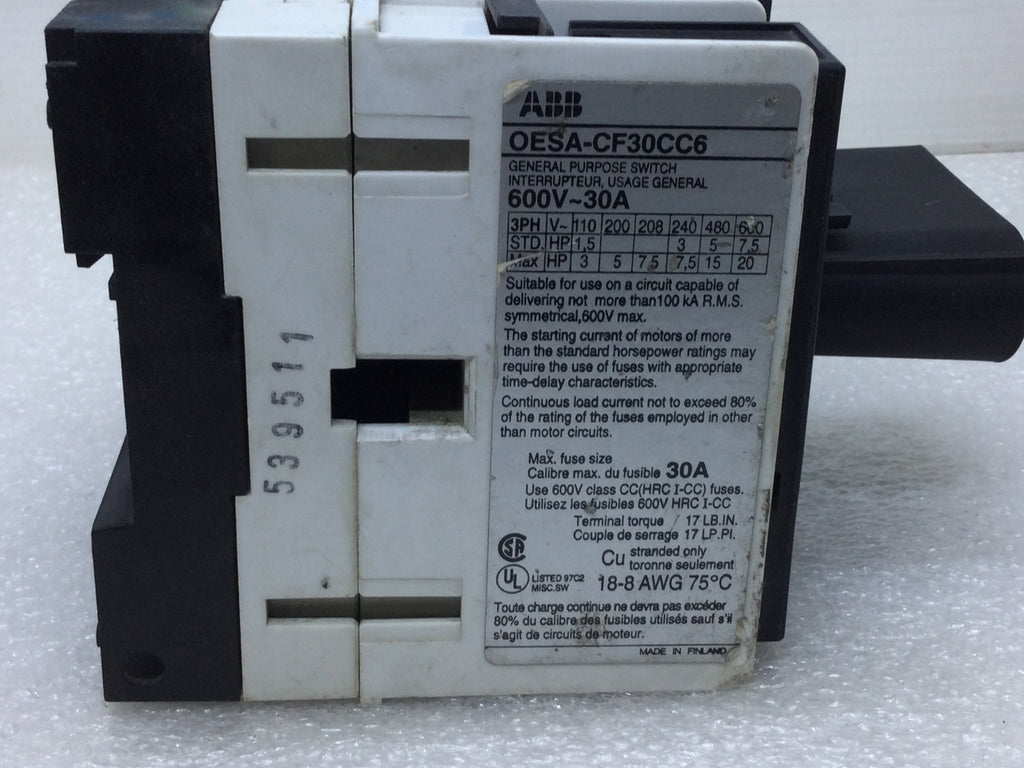 ABB
OESA-CF30CC6
GENERAL PURPOSE SWITCH
INTERRUPTEUR, USAGE GENERAL
600V~30A
3PH V~ 110 200 208 240 480 600
STD. HP 1,5 3 5 7,5
Max HP 3 5 7,5 7,5 15 20
Suitable for use on a circuit capable of
delivering not more than 100 kA R.M.S.
symmetrical,600V max.
The starting current of motors of more
than the standard horsepower ratings may
require the use of fuses with appropriate
time-delay characteristics.
Continuous load current not to exceed 80%
of the rating of the fuses employed in other
than motor circuits.
Max. fuse size
Calibre max. du fusible 30A
Use 600V class CC(HRC I-CC) fuses.
Utilisez les fusibles 600V HRC I-CC
Terminal torque 17 LB.IN.
Couple de serrage 17 LP.PI.
Cu stranded only
toronne seulement
SA
UL LISTED 97C2
MISC.SW
18-8 AWG 75°C
Toute charge continue ne devra pas excéder
80% du calibre des fusibles utilisés sauf s'il
s'agit de circuits de moteur.
MADE IN FINLAND
539511